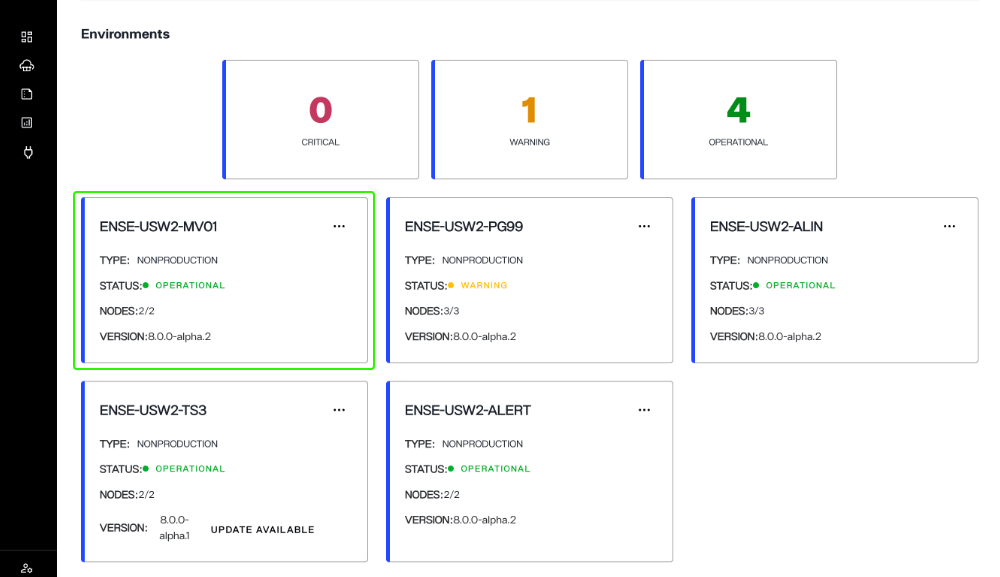 Environments
0
CRITICAL
1
WARNING
4
OPERATIONAL
ENSE-USW2-MV01 ...
TYPE: NONPRODUCTION
STATUS: OPERATIONAL
NODES:2/2
VERSION:8.0.0-alpha.2
ENSE-USW2-PG99 ...
TYPE: NONPRODUCTION
STATUS: WARNING
NODES:3/3
VERSION:8.0.0-alpha.2
ENSE-USW2-ALIN ...
TYPE: NONPRODUCTION
STATUS: OPERATIONAL
NODES:3/3
VERSION:8.0.0-alpha.2
ENSE-USW2-TS3 ...
TYPE: NONPRODUCTION
STATUS: OPERATIONAL
NODES:2/2
VERSION: 8.0.0-
alpha.1 UPDATE AVAILABLE
ENSE-USW2-ALERT ...
TYPE: NONPRODUCTION
STATUS: OPERATIONAL
NODES:2/2
VERSION:8.0.0-alpha.2